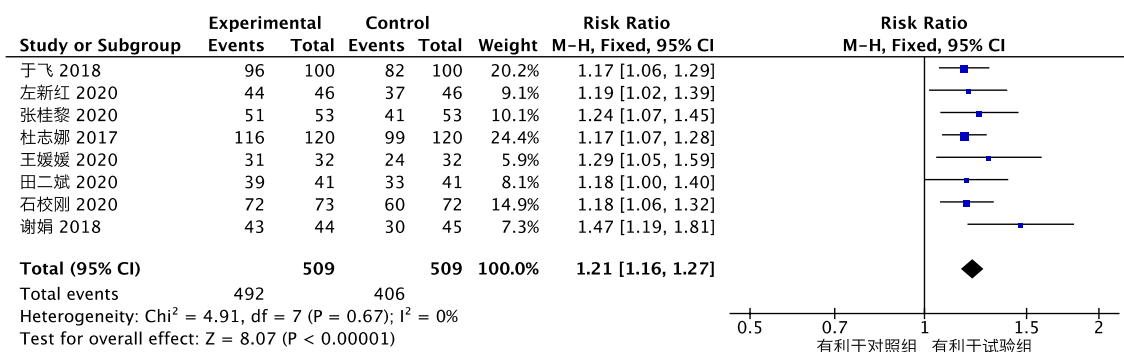 Experimental Control Risk Ratio Risk Ratio
Study or Subgroup Events Total Events Total Weight M-H, Fixed, 95% CI M-H, Fixed, 95% CI
于飞 2018 96 100 82 100 20.2% 1.17 [1.06, 1.29]
左新红 2020 44 46 37 46 9.1% 1.19 [1.02, 1.39]
张桂黎 2020 51 53 41 53 10.1% 1.24 [1.07, 1.45]
杜志娜 2017 116 120 99 120 24.4% 1.17 [1.07, 1.28]
王媛媛 2020 31 32 24 32 5.9% 1.29 [1.05, 1.59]
田二斌 2020 39 41 33 41 8.1% 1.18 [1.00, 1.40]
石校刚 2020 72 73 60 72 14.9% 1.18 [1.06, 1.32]
谢娟 2018 43 44 30 45 7.3% 1.47 [1.19, 1.81]
Total (95% CI) 509 509 100.0% 1.21 [1.16, 1.27]
Total events 492 406
Heterogeneity: Chi² = 4.91, df = 7 (P = 0.67); I² = 0%
Test for overall effect: Z = 8.07 (P < 0.00001)
0.5 0.7 1 1.5 2
有利于对照组 有利于试验组